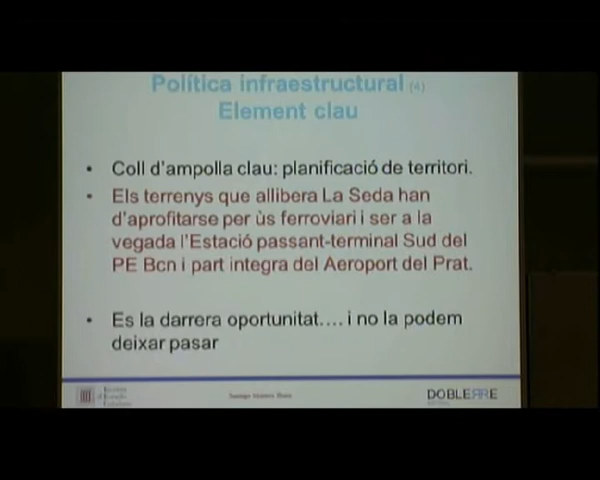 Política infraestructural (4)
Element clau
• Coll d'ampolla clau: planificació de territori.
• Els terrenys que allibera La Seda han
d'aprofitarse per ùs ferroviari i ser a la
vegada l'Estació passant-terminal Sud del
PE Bcn i part integra del Aeroport del Prat.
• Es la darrera oportunitat.... i no la podem
deixar pasar
DOBLERRE